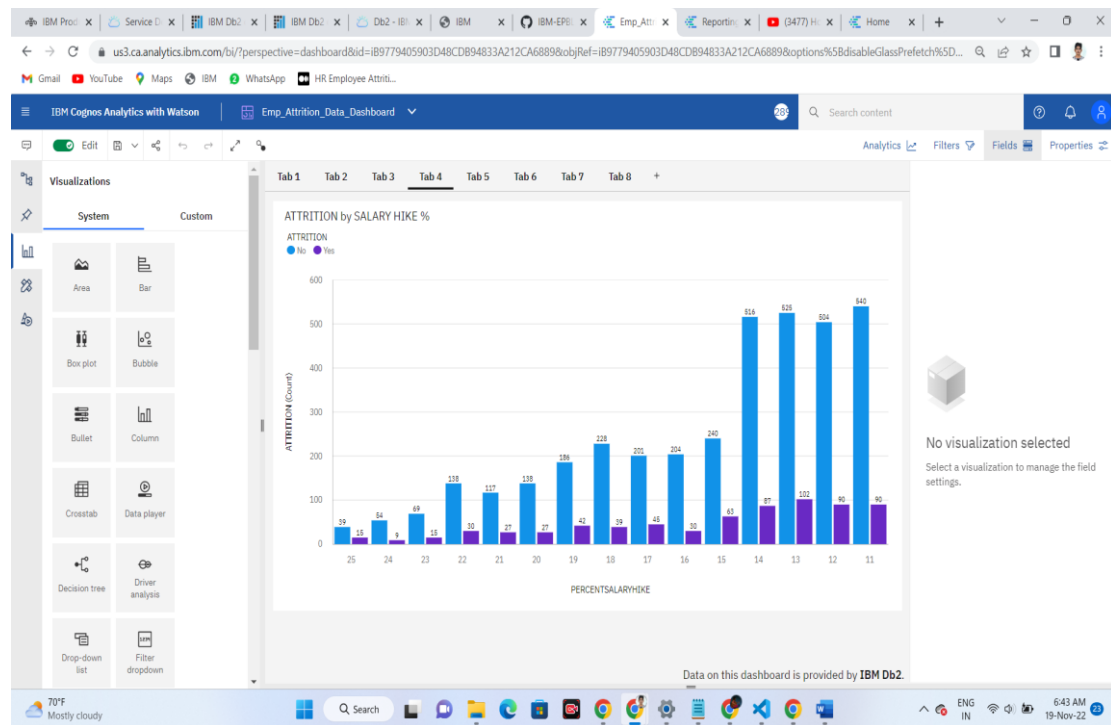 IBM Proc
Service D
IBM Db2
IBM Db2
Db2 - IBM
IBM
IBM-EPBL
Emp_Attr
Reporting
(3477) H
Home
us3.ca.analytics.ibm.com/bi/?perspective=dashboard&id=iB9779405903D48CDB94833A212CA6889&objRef=iB9779405903D48CDB94833A212CA6889&options%5BdisableGlassPrefetch%5D...
Gmail YouTube Maps IBM WhatsApp HR Employee Attriti...
IBM Cognos Analytics with Watson Emp_Attrition_Data_Dashboard Search content
Edit Analytics Filters Fields Properties
Visualizations
System Custom
Area Bar
Box plot Bubble
Bullet Column
Crosstab Data player
Decision tree Driver analysis
Drop-down list Filter dropdown
Tab 1 Tab 2 Tab 3 Tab 4 Tab 5 Tab 6 Tab 7 Tab 8 +
ATTRITION by SALARY HIKE %
ATTRITION
No Yes
600
500
400
300
200
100
0
ATTRITION (Count)
39 15 54 9 69 15 138 30 117 27 138 27 186 42 228 39 201 45 204 30 240 63 516 87 525 102 504 90 540 90
25 24 23 22 21 20 19 18 17 16 15 14 13 12 11
PERCENTSALARYHIKE
Data on this dashboard is provided by IBM Db2.
No visualization selected
Select a visualization to manage the field
settings.
70°F
Mostly cloudy
Search
ENG
IN
6:43 AM
19-Nov-22
23